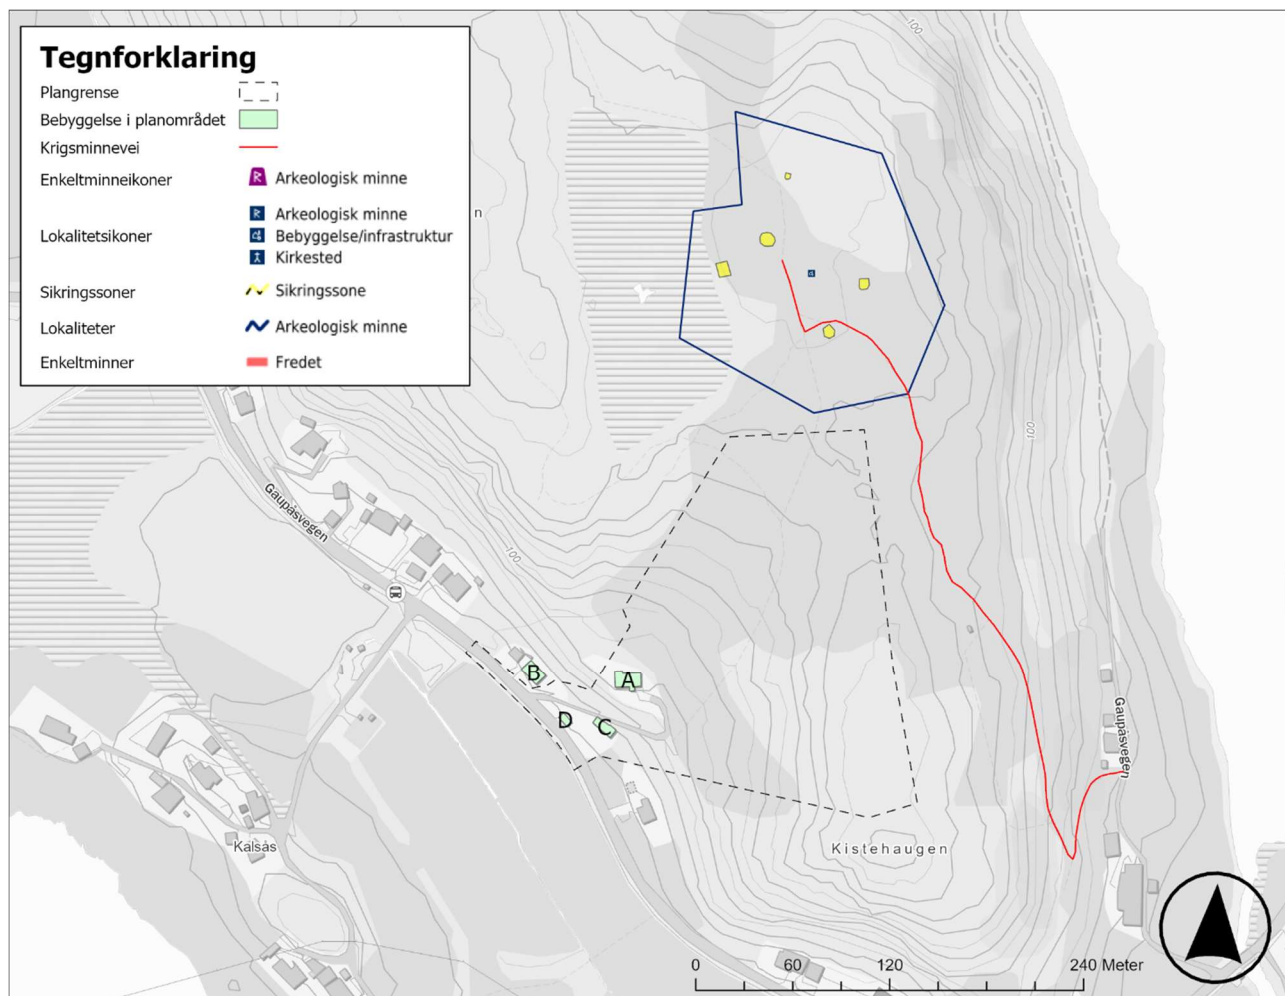 Tegnforklaring
Plangrense
Bebyggelse i planområdet
Krigsminnevei
Enkeltminneikoner
R Arkeologisk minne
Lokalitetsikoner
R Arkeologisk minne
Bebyggelse/infrastruktur
Kirkested
Sikringssoner
Sikringssone
Lokaliteter
Arkeologisk minne
Enkeltminner
Fredet
100
n
100
Gaupåsvegen
100
B
A
D
C
Gaupåsvegen
Kalsås
Kistehaugen
0 60 120 240 Meter